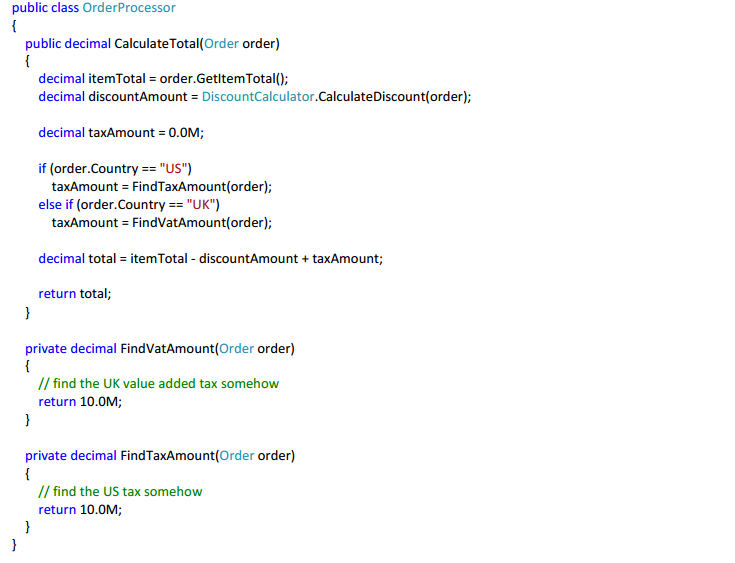 public class OrderProcessor
{
public decimal CalculateTotal(Order order)
{
decimal itemTotal = order.GetItemTotal();
decimal discountAmount = DiscountCalculator.CalculateDiscount(order);
decimal taxAmount = 0.0M;
if (order.Country == "US")
taxAmount = FindTaxAmount(order);
else if (order.Country == "UK")
taxAmount = FindVatAmount(order);
decimal total = itemTotal - discountAmount + taxAmount;
return total;
}
private decimal FindVatAmount(Order order)
{
// find the UK value added tax somehow
return 10.0M;
}
private decimal FindTaxAmount(Order order)
{
// find the US tax somehow
return 10.0M;
}
}